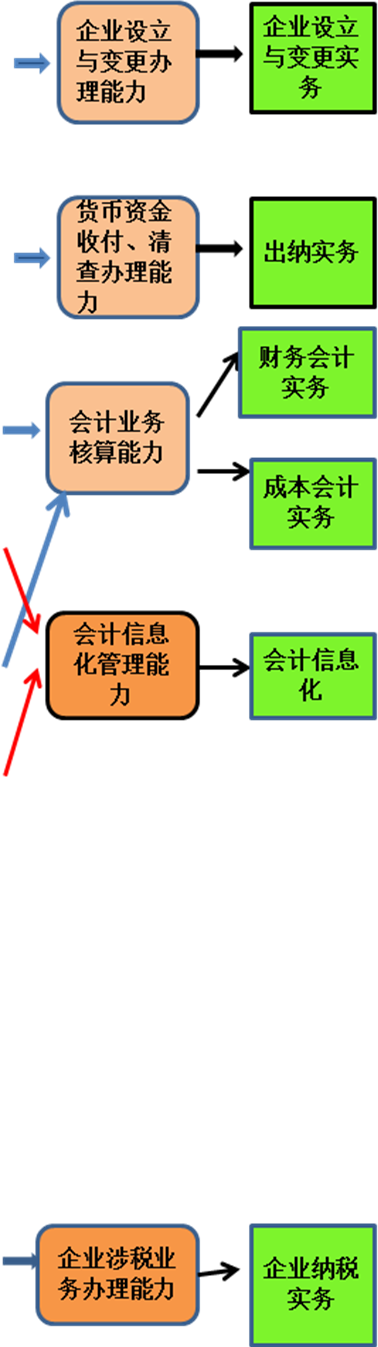 企业设立
与变更办
理能力
企业设立
与变更实
务
货币资金
收付、清
查办理能
力
出纳实务
财务会计
实务
会计业务
核算能力
成本会计
实务
会计信息
化管理能
力
会计信息
化
企业涉税业
务办理能力
企业纳税
实务